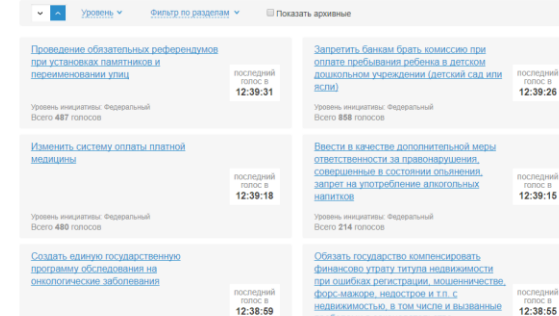 Уровень Фильтр по разделам Показать архивные
Проведение обязательных референдумов
при установках памятников и
переименовании улиц
последний
голос в
12:39:31
Уровень инициативы: Федеральный
Всего 487 голосов
Запретить банкам брать комиссию при
оплате пребывания ребенка в детском
дошкольном учреждении (детский сад или
ясли)
последний
голос в
12:39:26
Уровень инициативы: Федеральный
Всего 858 голосов
Изменить систему оплаты платной
медицины
последний
голос в
12:39:18
Уровень инициативы: Федеральный
Всего 480 голосов
Ввести в качестве дополнительной меры
ответственности за правонарушения,
совершенные в состоянии опьянения,
запрет на употребление алкогольных
напитков
последний
голос в
12:39:15
Уровень инициативы: Федеральный
Всего 214 голосов
Создать единую государственную
программу обследования на
онкологические заболевания
последний
голос в
12:38:59
Обязать государство компенсировать
финансово утрату титула недвижимости
при ошибках регистрации, мошенничестве,
форс-мажоре, недострое и т.п. с
недвижимостью, в том числе и вызванные
последний
голос в